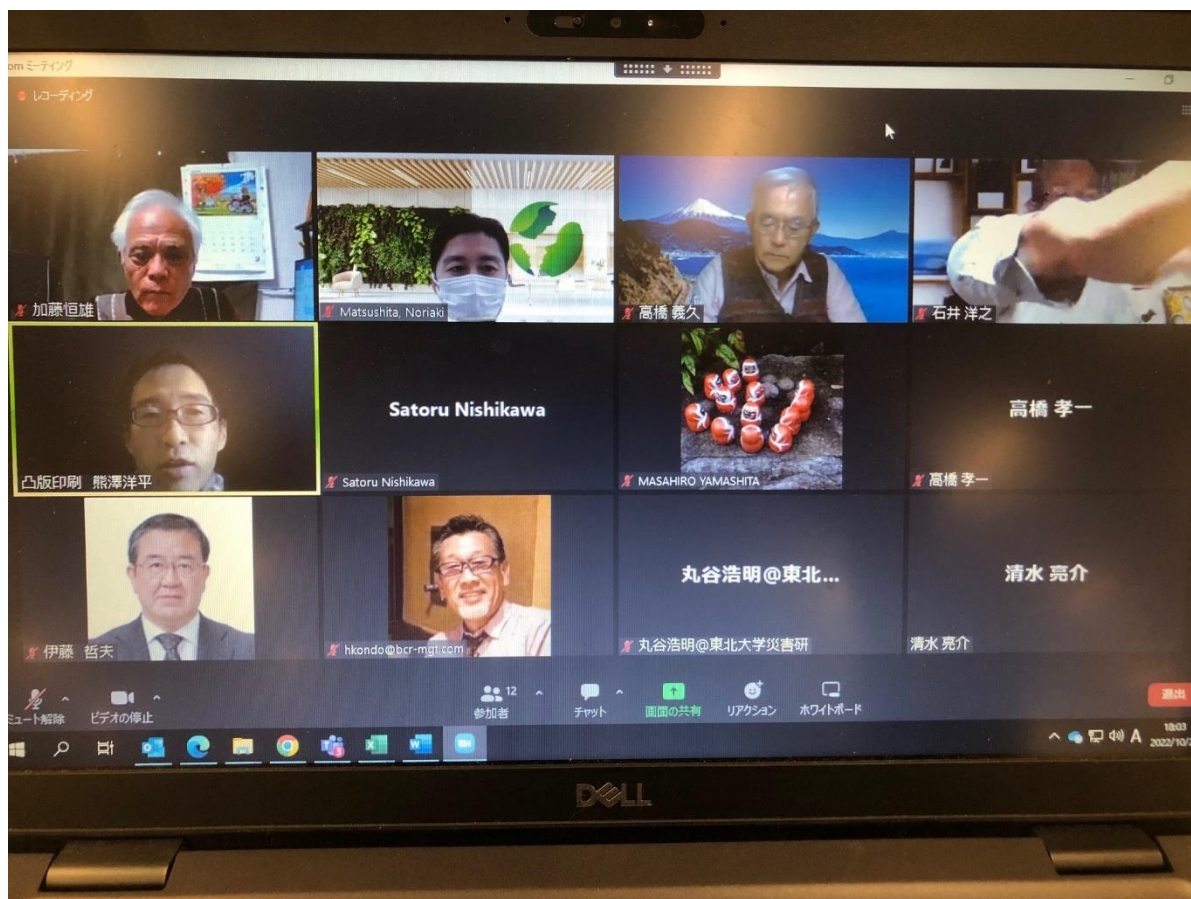 om ミーティング
レコーディング
加藤恒雄
Matsushita, Noriaki
高橋 義久
石井 洋之
凸版印刷 熊澤洋平
Satoru Nishikawa
Satoru Nishikawa
MASAHIRO YAMASHITA
高橋 孝一
高橋 孝一
伊藤 哲夫
hkondo@bcr-mgt.com
丸谷浩明@東北...
丸谷浩明@東北大学災害研
清水 亮介
清水 亮介
ミュート解除
ビデオの停止
12
参加者
チャット
画面の共有
リアクション
ホワイトボード
退出
A
18:03
2022/10/2
DELL